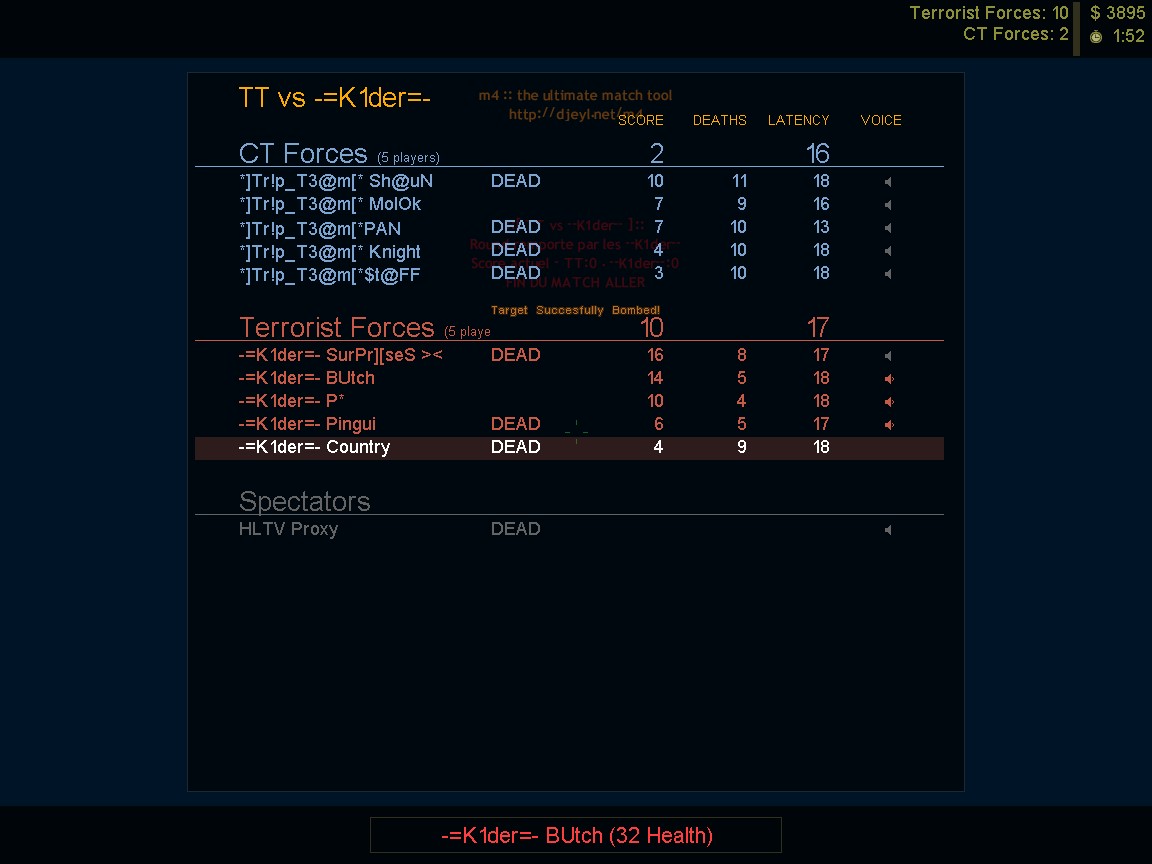 Terrorist Forces: 10 $ 3895
CT Forces: 2 1:52
TT vs -=K1der=-
m4 :: the ultimate match tool
http://djeyl.net/m4
SCORE DEATHS LATENCY VOICE
CT Forces (5 players) 2 16
*]Tr!p_T3@m[* Sh@uN DEAD 10 11 18
*]Tr!p_T3@m[* MolOk 7 9 16
*]Tr!p_T3@m[*PAN DEAD 7 10 13
*]Tr!p_T3@m[* Knight DEAD 4 10 18
*]Tr!p_T3@m[*$t@FF DEAD 3 10 18
vs -=K1der=- ]::
porte par les -=K1der=-
Score actuel - TT:0 . -=K1der=-:0
FIN DU MATCH ALLER
Target Succesfully Bombed!
Terrorist Forces (5 playe 10 17
-=K1der=- SurPr][seS >< DEAD 16 8 17
-=K1der=- BUtch 14 5 18
-=K1der=- P* 10 4 18
-=K1der=- Pingui DEAD 6 5 17
-=K1der=- Country DEAD 4 9 18
Spectators
HLTV Proxy DEAD
-=K1der=- BUtch (32 Health)